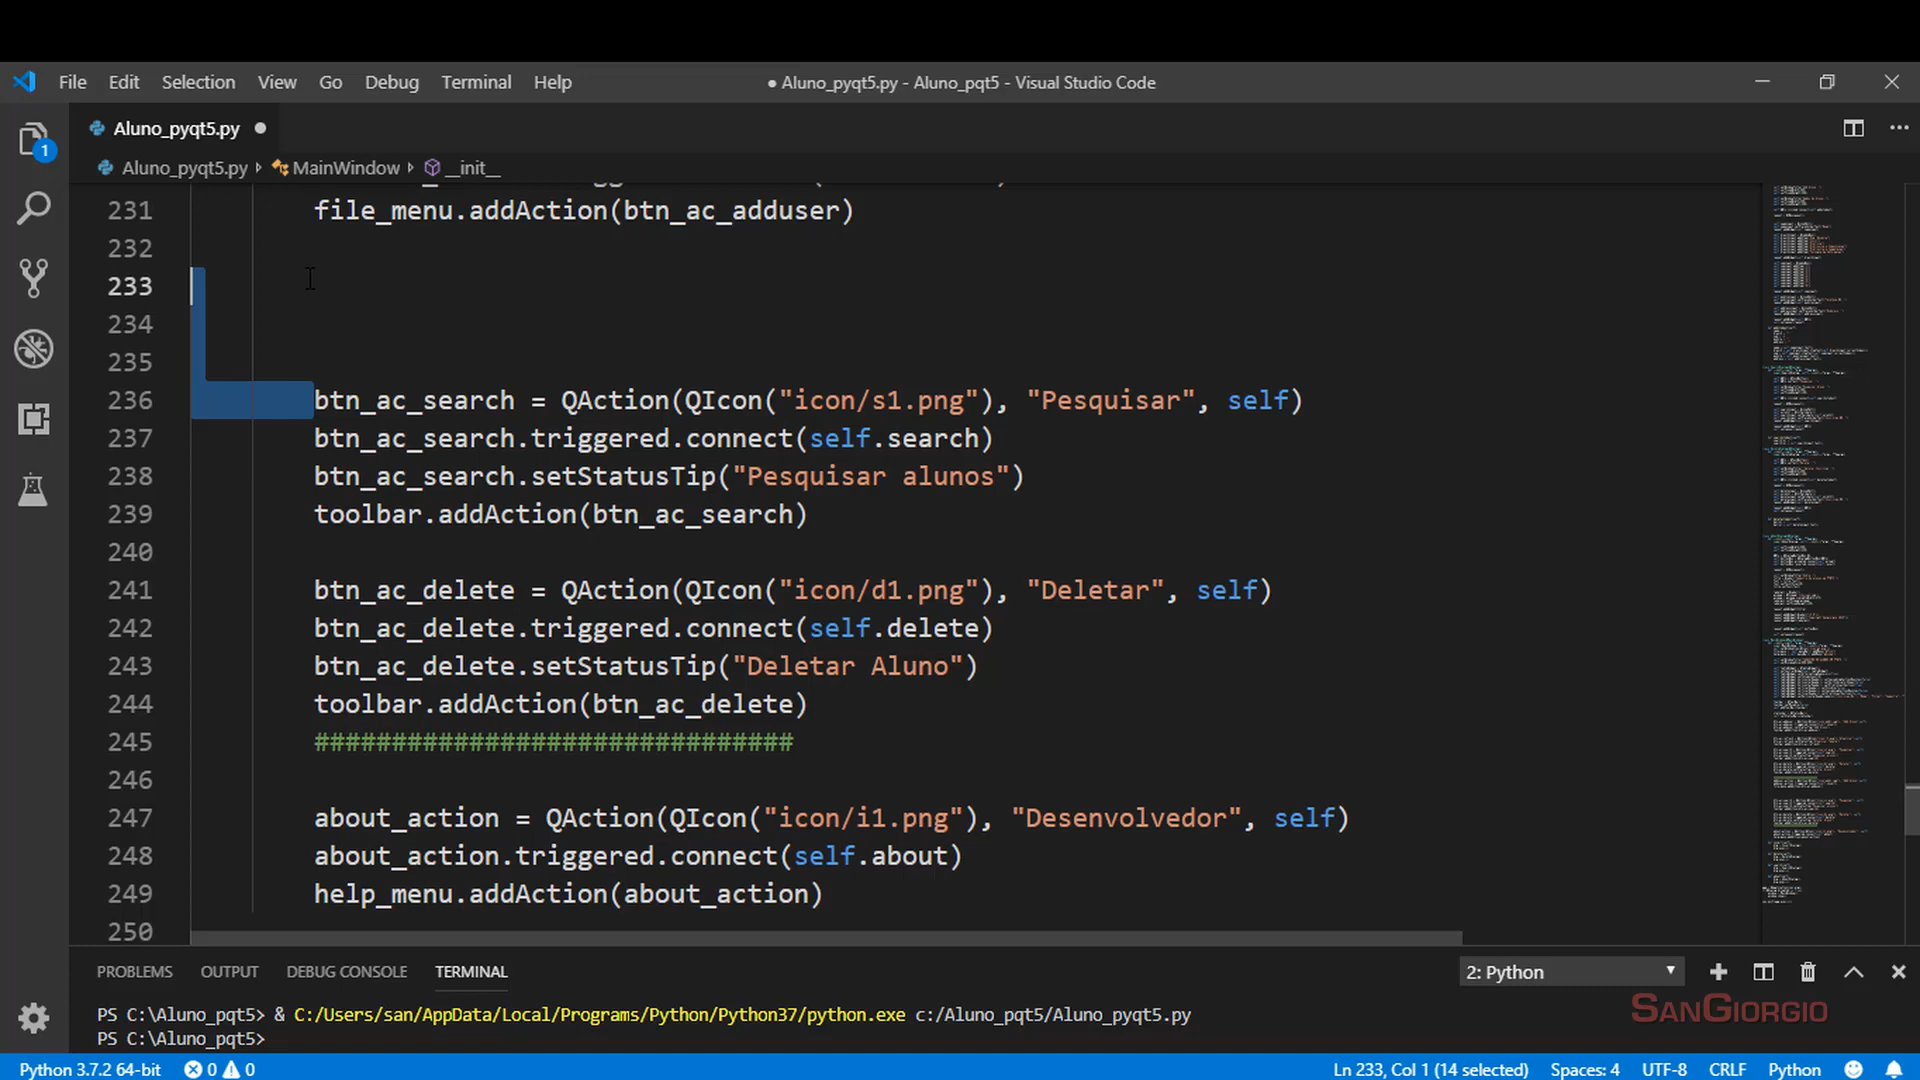 File Edit Selection View Go Debug Terminal Help
● Aluno_pyqt5.py - Aluno_pqt5 - Visual Studio Code
Aluno_pyqt5.py ●
1
Aluno_pyqt5.py MainWindow __init__
231 file_menu.addAction(btn_ac_adduser)
232
233
234
235
236 btn_ac_search = QAction(QIcon("icon/s1.png"), "Pesquisar", self)
237 btn_ac_search.triggered.connect(self.search)
238 btn_ac_search.setStatusTip("Pesquisar alunos")
239 toolbar.addAction(btn_ac_search)
240
241 btn_ac_delete = QAction(QIcon("icon/d1.png"), "Deletar", self)
242 btn_ac_delete.triggered.connect(self.delete)
243 btn_ac_delete.setStatusTip("Deletar Aluno")
244 toolbar.addAction(btn_ac_delete)
245 ###############################
246
247 about_action = QAction(QIcon("icon/i1.png"), "Desenvolvedor", self)
248 about_action.triggered.connect(self.about)
249 help_menu.addAction(about_action)
250
PROBLEMS OUTPUT DEBUG CONSOLE TERMINAL 2: Python
PS C:\Aluno_pqt5> & C:/Users/san/AppData/Local/Programs/Python/Python37/python.exe c:/Aluno_pqt5/Aluno_pyqt5.py
PS C:\Aluno_pqt5>
SANGIORGIO
Python 3.7.2 64-bit 0 0 Ln 233, Col 1 (14 selected) Spaces: 4 UTF-8 CRLF Python